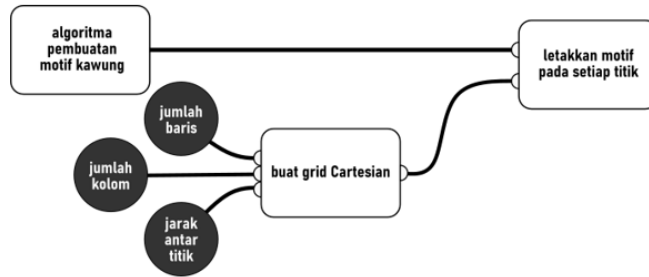 algoritma
pembuatan
motif kawung
letakkan motif
pada setiap titik
jumlah
baris
jumlah
kolom
buat grid Cartesian
jarak
antar
titik